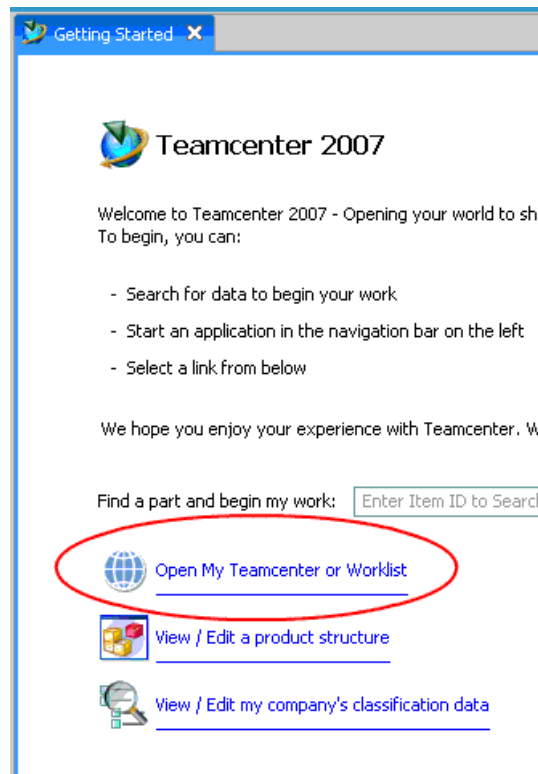 Getting Started
Teamcenter 2007
Welcome to Teamcenter 2007 - Opening your world to sh
To begin, you can:
- Search for data to begin your work
- Start an application in the navigation bar on the left
- Select a link from below
We hope you enjoy your experience with Teamcenter. W
Find a part and begin my work: Enter Item ID to Search
Open My Teamcenter or Worklist
View / Edit a product structure
View / Edit my company's classification data